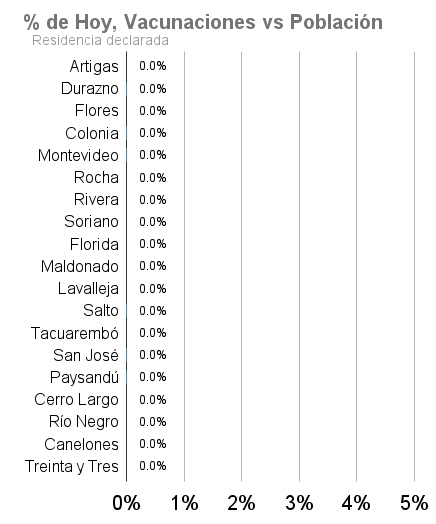 % de Hoy, Vacunaciones vs Población
Residencia declarada
Artigas 0.0%
Durazno 0.0%
Flores 0.0%
Colonia 0.0%
Montevideo 0.0%
Rocha 0.0%
Rivera 0.0%
Soriano 0.0%
Florida 0.0%
Maldonado 0.0%
Lavalleja 0.0%
Salto 0.0%
Tacuarembó 0.0%
San José 0.0%
Paysandú 0.0%
Cerro Largo 0.0%
Río Negro 0.0%
Canelones 0.0%
Treinta y Tres 0.0%
0% 1% 2% 3% 4% 5%